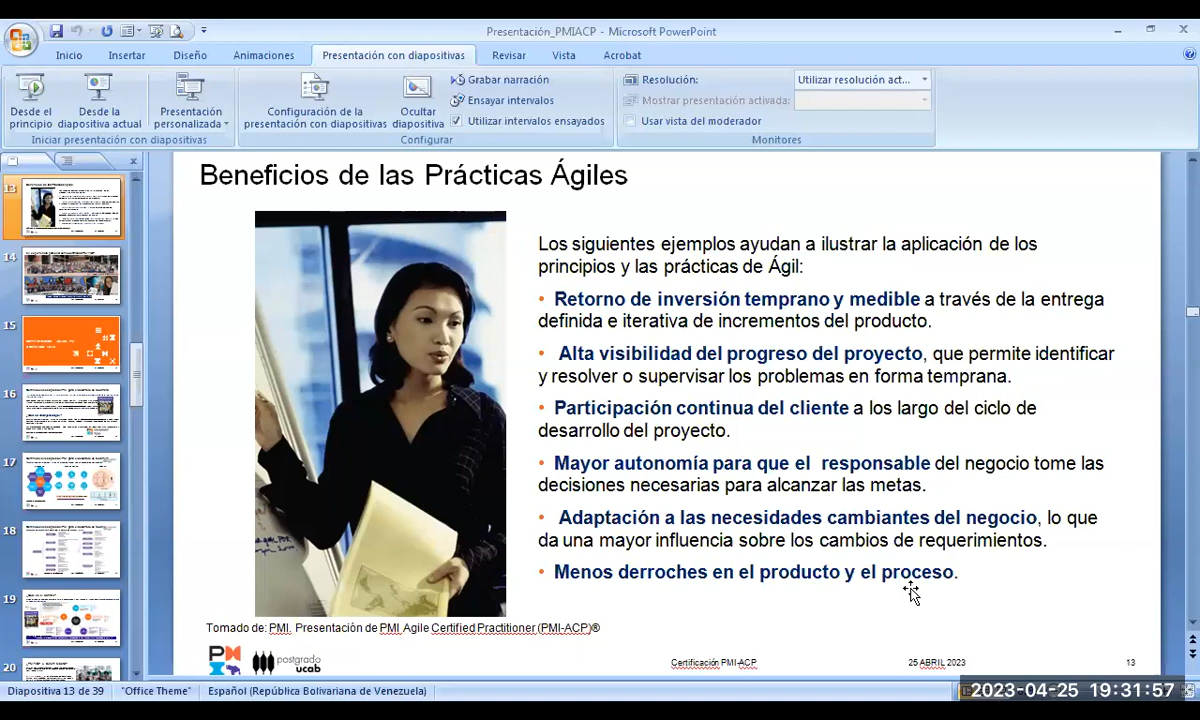 Presentación_PMIACP - Microsoft PowerPoint
Inicio Insertar Diseño Animaciones Presentación con diapositivas Revisar Vista Acrobat
Desde el principio
Desde la diapositiva actual
Presentación personalizada
Configuración de la presentación con diapositivas
Ocultar diapositiva
Grabar narración
Ensayar intervalos
Utilizar intervalos ensayados
Resolución: Utilizar resolución act...
Mostrar presentación activada:
Usar vista del moderador
Iniciar presentación con diapositivas
Configurar
Monitores
13
14
15
16
17
18
19
20
Beneficios de las Prácticas Ágiles
Los siguientes ejemplos ayudan a ilustrar la aplicación de los
principios y las prácticas de Ágil:
• Retorno de inversión temprano y medible a través de la entrega
definida e iterativa de incrementos del producto.
• Alta visibilidad del progreso del proyecto, que permite identificar
y resolver o supervisar los problemas en forma temprana.
• Participación continua del cliente a los largo del ciclo de
desarrollo del proyecto.
• Mayor autonomía para que el responsable del negocio tome las
decisiones necesarias para alcanzar las metas.
• Adaptación a las necesidades cambiantes del negocio, lo que
da una mayor influencia sobre los cambios de requerimientos.
• Menos derroches en el producto y el proceso.
Tomado de: PMI. Presentación de PMI Agile Certified Practitioner (PMI-ACP)®
postgrado
ucab
Certificación PMI-ACP
25 ABRIL 2023
13
Diapositiva 13 de 39 "Office Theme" Español (República Bolivariana de Venezuela)
2023-04-25 19:31:57